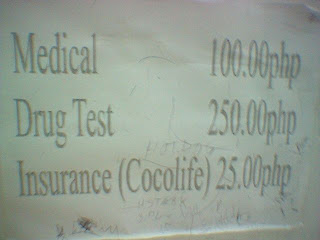 Medical 100.00php
Drug Test 250.00php
Insurance (Cocolife) 25.00php